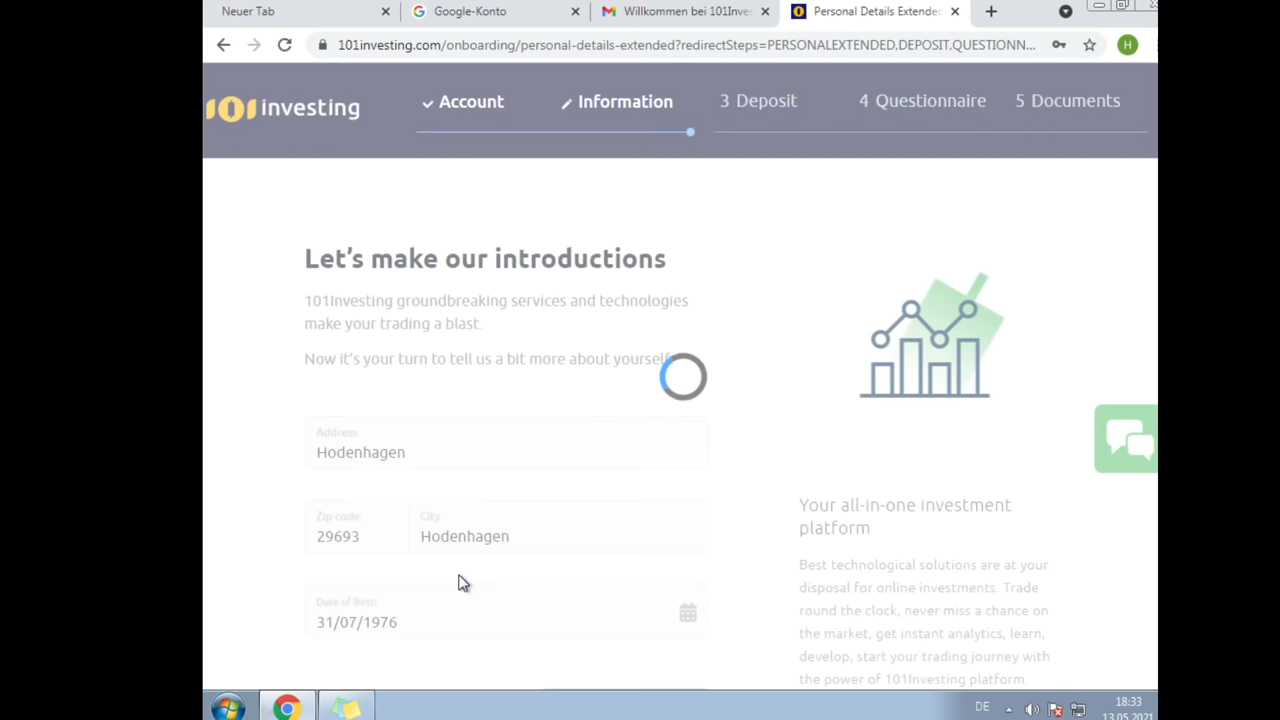 Neuer Tab
Google-Konto
Willkommen bei 101Inves
Personal Details Extended
101investing.com/onboarding/personal-details-extended?redirectSteps=PERSONALEXTENDED,DEPOSIT,QUESTIONN...
H
101 investing
Account
Information
3 Deposit
4 Questionnaire
5 Documents
Let's make our introductions
101Investing groundbreaking services and technologies
make your trading a blast.
Now it's your turn to tell us a bit more about yourself
Address
Hodenhagen
Zip code
City
29693
Hodenhagen
Date of Birth
31/07/1976
Your all-in-one investment
platform
Best technological solutions are at your
disposal for online investments. Trade
round the clock, never miss a chance on
the market, get instant analytics, learn,
develop, start your trading journey with
the power of 101Investing platform.
DE
18:33
13.05.2021